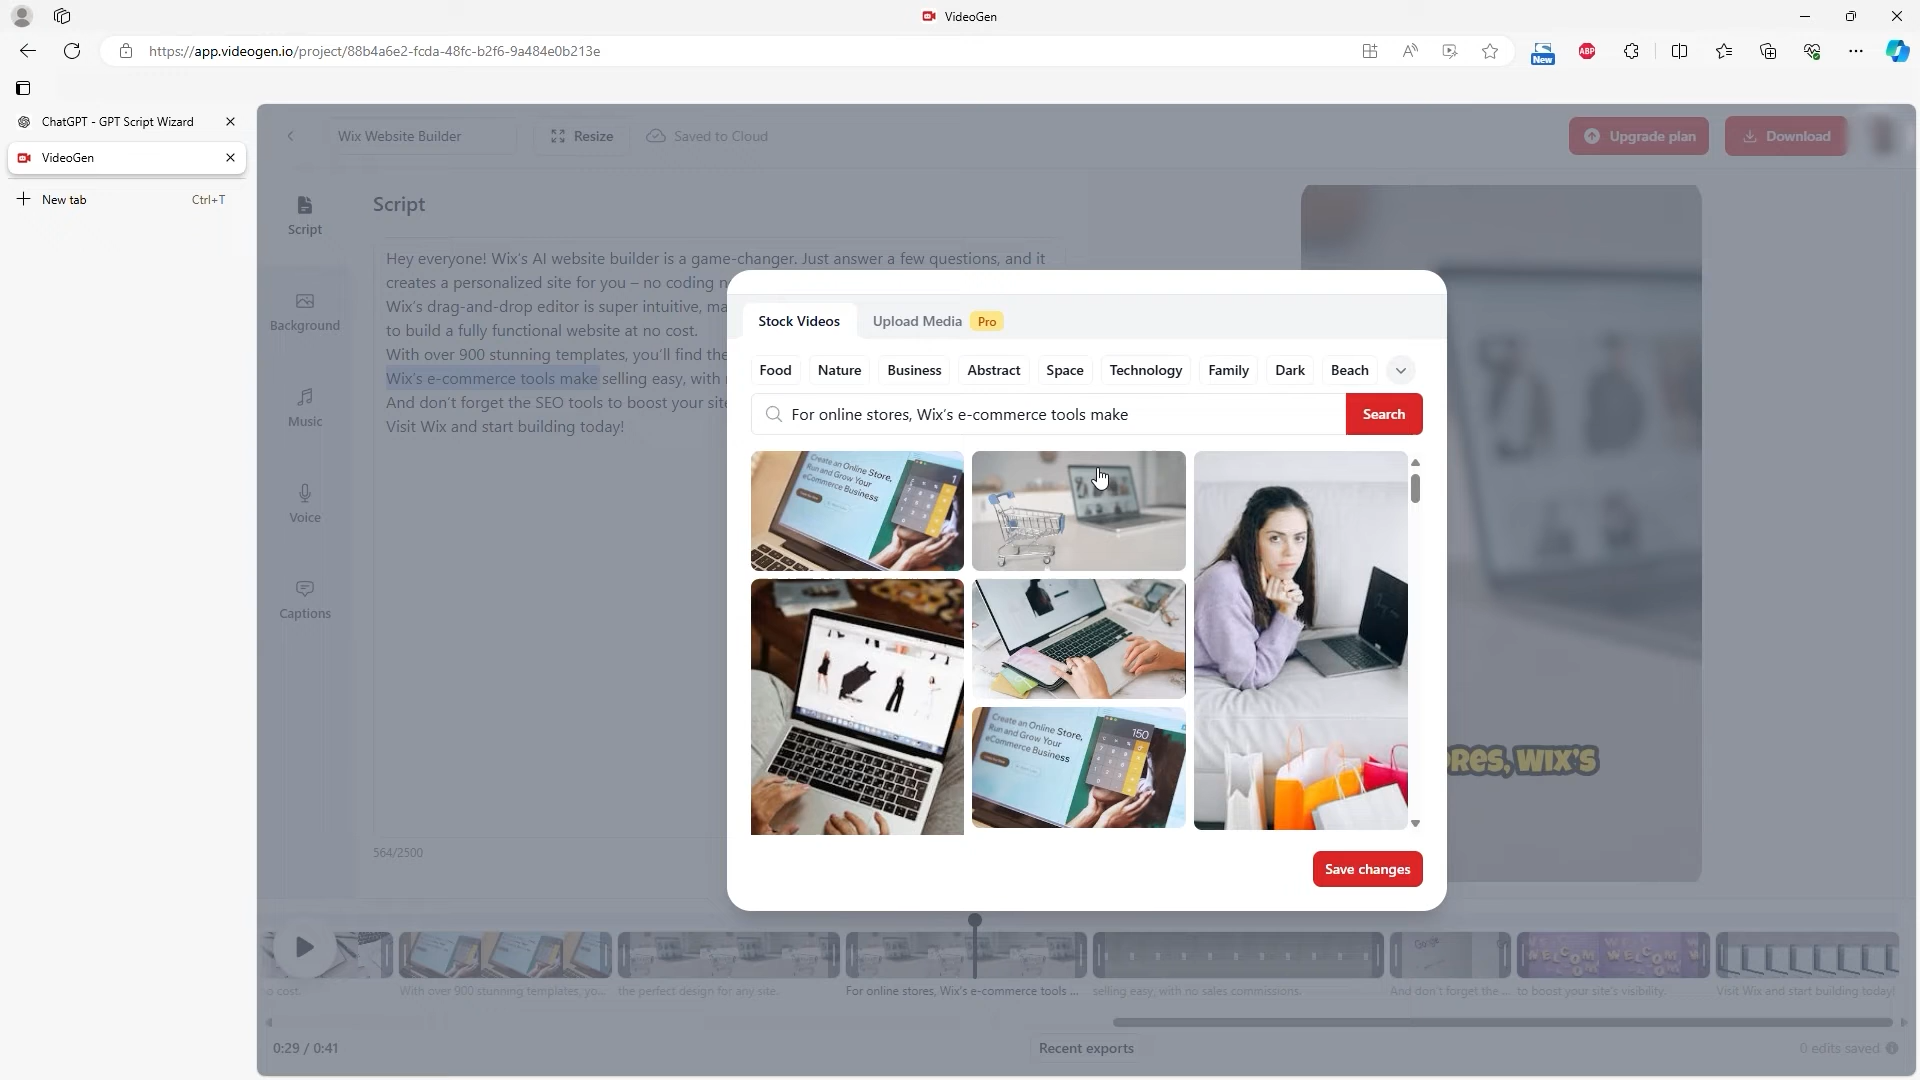 VideoGen
https://app.videogen.io/project/88b4a6e2-fcda-48fc-b2f6-9a484e0b213e
New
ABP
ChatGPT - GPT Script Wizard
VideoGen
New tab
Ctrl+T
Wix Website Builder
Resize
Saved to Cloud
Upgrade plan
Download
Script
Background
Music
Voice
Captions
Script
Hey everyone! Wix's AI website builder is a game-changer. Just answer a few questions, and it
creates a personalized site for you – no coding
Wix's drag-and-drop editor is super intuitive,
to build a fully functional website at no cost.
With over 900 stunning templates, you'll find the
Wix's e-commerce tools make selling easy, with
And don't forget the SEO tools to boost your site
Visit Wix and start building today!
564/2500
Stock Videos
Upload Media
Pro
Food
Nature
Business
Abstract
Space
Technology
Family
Dark
Beach
For online stores, Wix's e-commerce tools make
Search
Create an Online Store,
Run and Grow Your
eCommerce Business
1
Create an Online Store,
Run and Grow Your
eCommerce Business
150
Save changes
RES, WIX'S
o cost.
With over 900 stunning templates, yo...
the perfect design for any site.
For online stores, Wix's e-commerce tools ...
selling easy, with no sales commissions.
And don't forget the ...
to boost your site's visibility.
Visit Wix and start building today!
0:29 / 0:41
Recent exports
0 edits saved